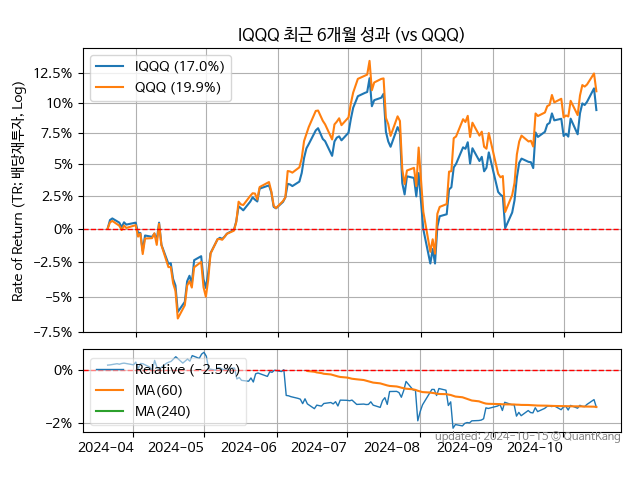 IQQQ 최근 6개월 성과 (vs QQQ)
Rate of Return (TR: 배당재투자, Log)
12.5%
10%
7.5%
5%
2.5%
0%
−2.5%
−5%
−7.5%
IQQQ (17.0%)
QQQ (19.9%)
0%
−2%
Relative (−2.5%)
MA(60)
MA(240)
2024-04
2024-05
2024-06
2024-07
2024-08
2024-09
2024-10
updated: 2024-10-15 © QuantKang